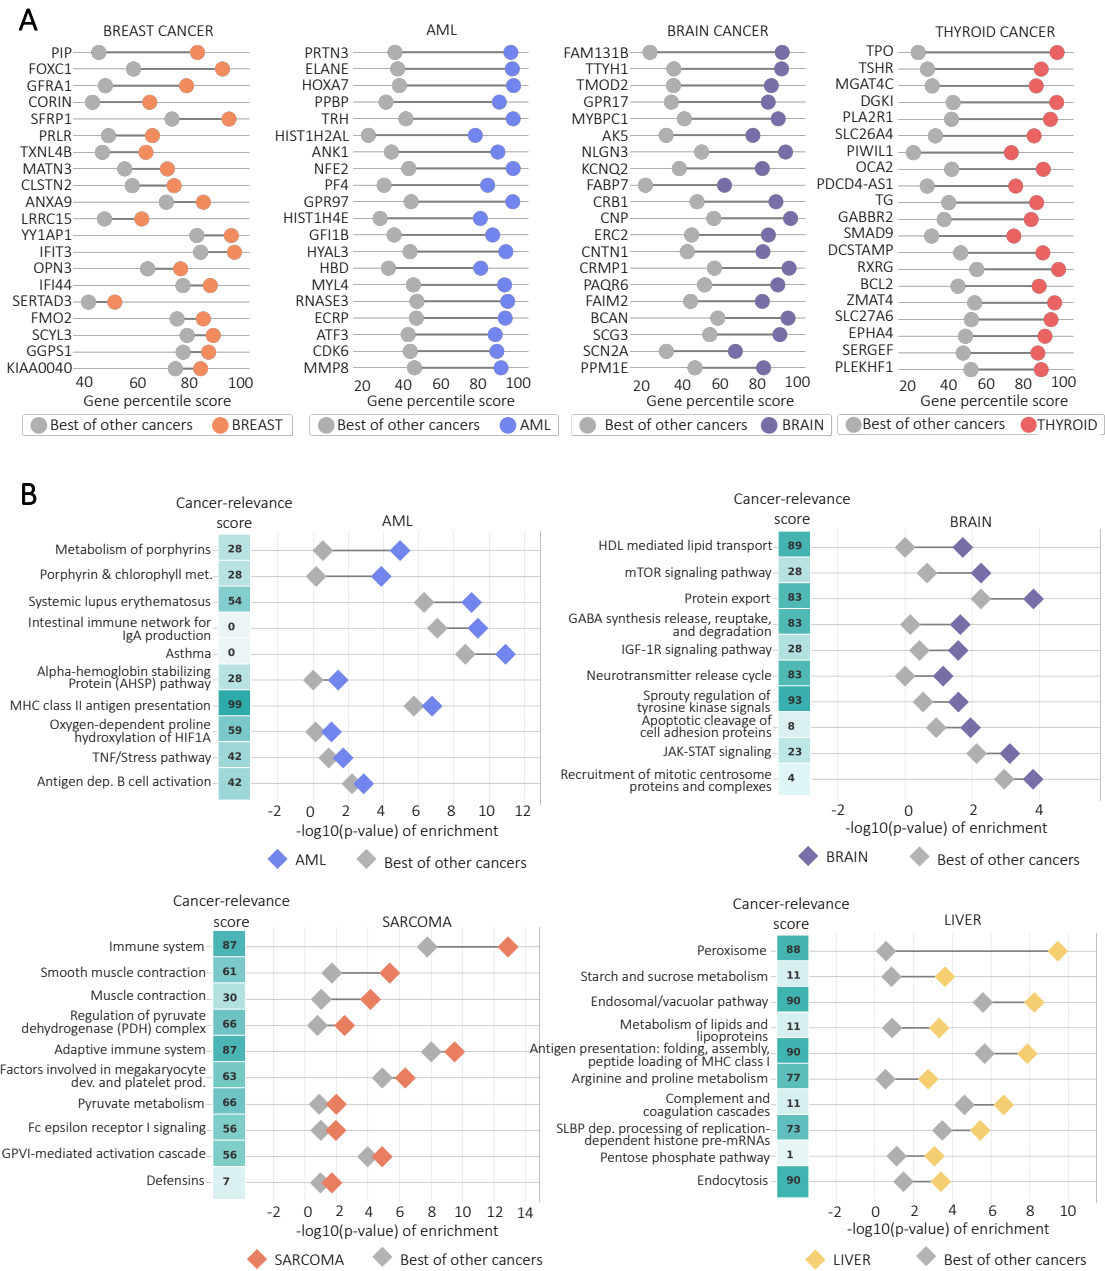 A
BREAST CANCER
PIP
FOXC1
GFRA1
CORIN
SFRP1
PRLR
TXNL4B
MATN3
CLSTN2
ANXA9
LRRC15
YY1AP1
IFIT3
OPN3
IFI44
SERTAD3
FMO2
SCYL3
GGPS1
KIAA0040
40 60 80 100
Gene percentile score
Best of other cancers BREAST
AML
PRTN3
ELANE
HOXA7
PPBP
TRH
HIST1H2AL
ANK1
NFE2
PF4
GPR97
HIST1H4E
GFI1B
HYAL3
HBD
MYL4
RNASE3
ECRP
ATF3
CDK6
MMP8
20 40 60 80 100
Gene percentile score
Best of other cancers AML
BRAIN CANCER
FAM131B
TTYH1
TMOD2
GPR17
MYBPC1
AK5
NLGN3
KCNQ2
FABP7
CRB1
CNP
ERC2
CNTN1
CRMP1
PAQR6
FAIM2
BCAN
SCG3
SCN2A
PPM1E
20 40 60 80 100
Gene percentile score
Best of other cancers BRAIN
THYROID CANCER
TPO
TSHR
MGAT4C
DGKI
PLA2R1
SLC26A4
PIWIL1
OCA2
PDCD4-AS1
TG
GABBR2
SMAD9
DCSTAMP
RXRG
BCL2
ZMAT4
SLC27A6
EPHA4
SERGEF
PLEKHF1
20 40 60 80 100
Gene percentile score
Best of other cancers THYROID
B
Cancer-relevance
score
AML
Metabolism of porphyrins 28
Porphyrin & chlorophyll met. 28
Systemic lupus erythematosus 54
Intestinal immune network for
IgA production 0
Asthma 0
Alpha-hemoglobin stabilizing
Protein (AHSP) pathway 28
MHC class II antigen presentation 99
Oxygen-dependent proline
hydroxylation of HIF1A 59
TNF/Stress pathway 42
Antigen dep. B cell activation 42
-2 0 2 4 6 8 10 12
-log10(p-value) of enrichment
AML Best of other cancers
Cancer-relevance
score
BRAIN
HDL mediated lipid transport 89
mTOR signaling pathway 28
Protein export 83
GABA synthesis release, reuptake,
and degradation 83
IGF-1R signaling pathway 28
Neurotransmitter release cycle 83
Sprouty regulation of
tyrosine kinase signals 93
Apoptotic cleavage of
cell adhesion proteins 8
JAK-STAT signaling 23
Recruitment of mitotic centrosome
proteins and complexes 4
-2 0 2 4
-log10(p-value) of enrichment
BRAIN Best of other cancers
Cancer-relevance
score
SARCOMA
Immune system 87
Smooth muscle contraction 61
Muscle contraction 30
Regulation of pyruvate
dehydrogenase (PDH) complex 66
Adaptive immune system 87
Factors involved in megakaryocyte
dev. and platelet prod. 63
Pyruvate metabolism 66
Fc epsilon receptor I signaling 56
GPVI-mediated activation cascade 56
Defensins 7
-2 0 2 4 6 8 10 12 14
-log10(p-value) of enrichment
SARCOMA Best of other cancers
Cancer-relevance
score
LIVER
Peroxisome 88
Starch and sucrose metabolism 11
Endosomal/vacuolar pathway 90
Metabolism of lipids and
lipoproteins 11
Antigen presentation: folding, assembly,
peptide loading of MHC class I 90
Arginine and proline metabolism 77
Complement and
coagulation cascades 11
SLBP dep. processing of replication-
dependent histone pre-mRNAs 73
Pentose phosphate pathway 1
Endocytosis 90
-2 0 2 4 6 8 10
-log10(p-value) of enrichment
LIVER Best of other cancers